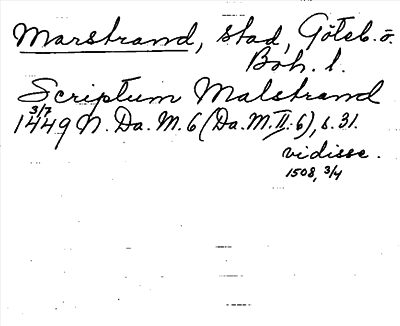 Marstrand, stad, Göteb. o.
Boh. l.
Scriptum Malstrand
3/7
1449 N. Da. M. 6 (Da. M. II: 6), s. 31.
vidisse.
1508, 3/4